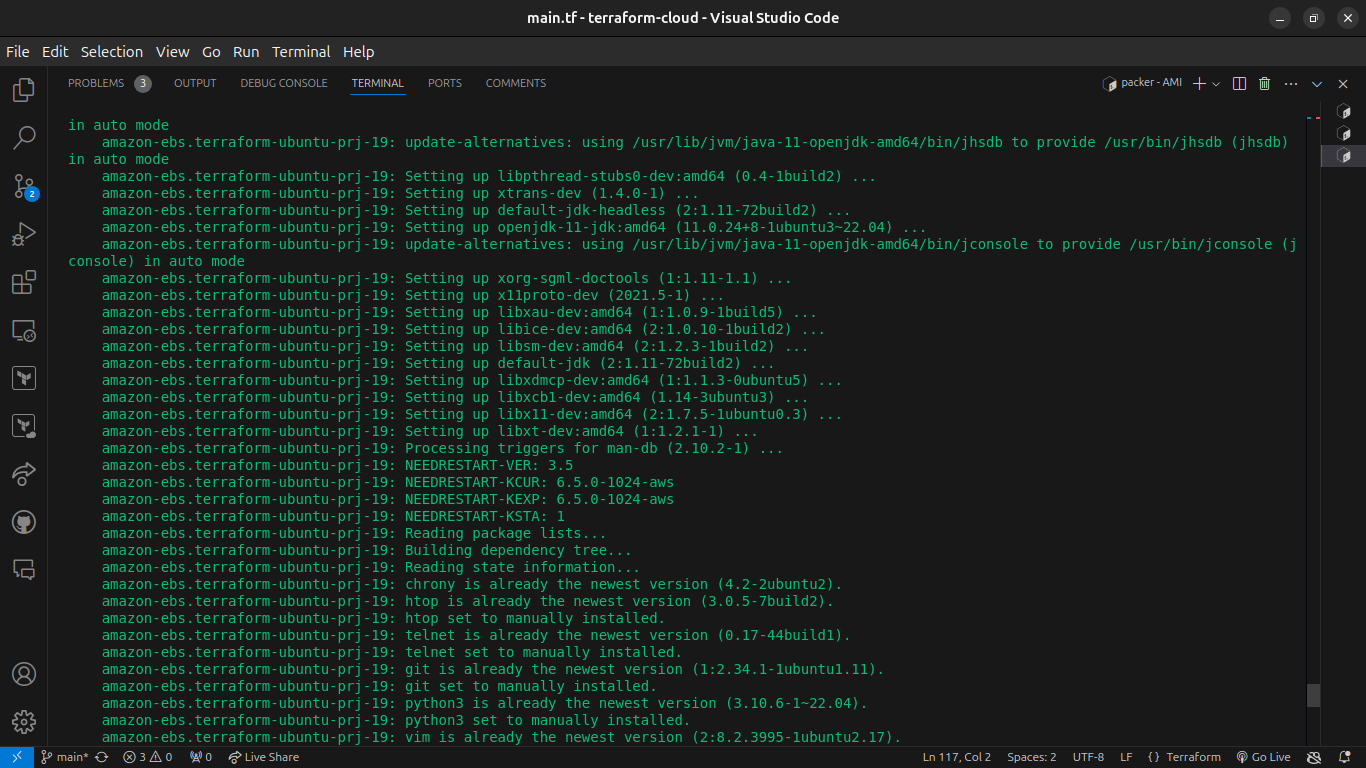 main.tf - terraform-cloud - Visual Studio Code
File Edit Selection View Go Run Terminal Help
PROBLEMS 3 OUTPUT DEBUG CONSOLE TERMINAL PORTS COMMENTS packer - AMI
in auto mode
amazon-ebs.terraform-ubuntu-prj-19: update-alternatives: using /usr/lib/jvm/java-11-openjdk-amd64/bin/jhsdb to provide /usr/bin/jhsdb (jhsdb)
in auto mode
amazon-ebs.terraform-ubuntu-prj-19: Setting up libpthread-stubs0-dev:amd64 (0.4-1build2) ...
amazon-ebs.terraform-ubuntu-prj-19: Setting up xtrans-dev (1.4.0-1) ...
amazon-ebs.terraform-ubuntu-prj-19: Setting up default-jdk-headless (2:1.11-72build2) ...
amazon-ebs.terraform-ubuntu-prj-19: Setting up openjdk-11-jdk:amd64 (11.0.24+8-1ubuntu3~22.04) ...
amazon-ebs.terraform-ubuntu-prj-19: update-alternatives: using /usr/lib/jvm/java-11-openjdk-amd64/bin/jconsole to provide /usr/bin/jconsole (j
console) in auto mode
amazon-ebs.terraform-ubuntu-prj-19: Setting up xorg-sgml-doctools (1:1.11-1.1) ...
amazon-ebs.terraform-ubuntu-prj-19: Setting up x11proto-dev (2021.5-1) ...
amazon-ebs.terraform-ubuntu-prj-19: Setting up libxau-dev:amd64 (1:1.0.9-1build5) ...
amazon-ebs.terraform-ubuntu-prj-19: Setting up libice-dev:amd64 (2:1.0.10-1build2) ...
amazon-ebs.terraform-ubuntu-prj-19: Setting up libsm-dev:amd64 (2:1.2.3-1build2) ...
amazon-ebs.terraform-ubuntu-prj-19: Setting up default-jdk (2:1.11-72build2) ...
amazon-ebs.terraform-ubuntu-prj-19: Setting up libxdmcp-dev:amd64 (1:1.1.3-0ubuntu5) ...
amazon-ebs.terraform-ubuntu-prj-19: Setting up libxcb1-dev:amd64 (1.14-3ubuntu3) ...
amazon-ebs.terraform-ubuntu-prj-19: Setting up libx11-dev:amd64 (2:1.7.5-1ubuntu0.3) ...
amazon-ebs.terraform-ubuntu-prj-19: Setting up libxt-dev:amd64 (1:1.2.1-1) ...
amazon-ebs.terraform-ubuntu-prj-19: Processing triggers for man-db (2.10.2-1) ...
amazon-ebs.terraform-ubuntu-prj-19: NEEDRESTART-VER: 3.5
amazon-ebs.terraform-ubuntu-prj-19: NEEDRESTART-KCUR: 6.5.0-1024-aws
amazon-ebs.terraform-ubuntu-prj-19: NEEDRESTART-KEXP: 6.5.0-1024-aws
amazon-ebs.terraform-ubuntu-prj-19: NEEDRESTART-KSTA: 1
amazon-ebs.terraform-ubuntu-prj-19: Reading package lists...
amazon-ebs.terraform-ubuntu-prj-19: Building dependency tree...
amazon-ebs.terraform-ubuntu-prj-19: Reading state information...
amazon-ebs.terraform-ubuntu-prj-19: chrony is already the newest version (4.2-2ubuntu2).
amazon-ebs.terraform-ubuntu-prj-19: htop is already the newest version (3.0.5-7build2).
amazon-ebs.terraform-ubuntu-prj-19: htop set to manually installed.
amazon-ebs.terraform-ubuntu-prj-19: telnet is already the newest version (0.17-44build1).
amazon-ebs.terraform-ubuntu-prj-19: telnet set to manually installed.
amazon-ebs.terraform-ubuntu-prj-19: git is already the newest version (1:2.34.1-1ubuntu1.11).
amazon-ebs.terraform-ubuntu-prj-19: git set to manually installed.
amazon-ebs.terraform-ubuntu-prj-19: python3 is already the newest version (3.10.6-1~22.04).
amazon-ebs.terraform-ubuntu-prj-19: python3 set to manually installed.
amazon-ebs.terraform-ubuntu-prj-19: vim is already the newest version (2:8.2.3995-1ubuntu2.17).
2
main* 3 0 0 Live Share Ln 117, Col 2 Spaces: 2 UTF-8 LF {} Terraform Go Live